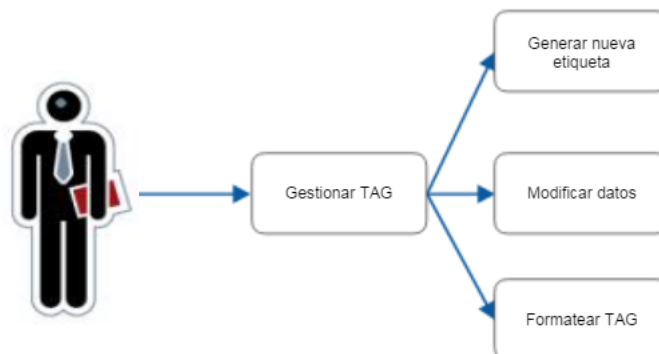 Generar nueva
etiqueta
Gestionar TAG
Modificar datos
Formatear TAG